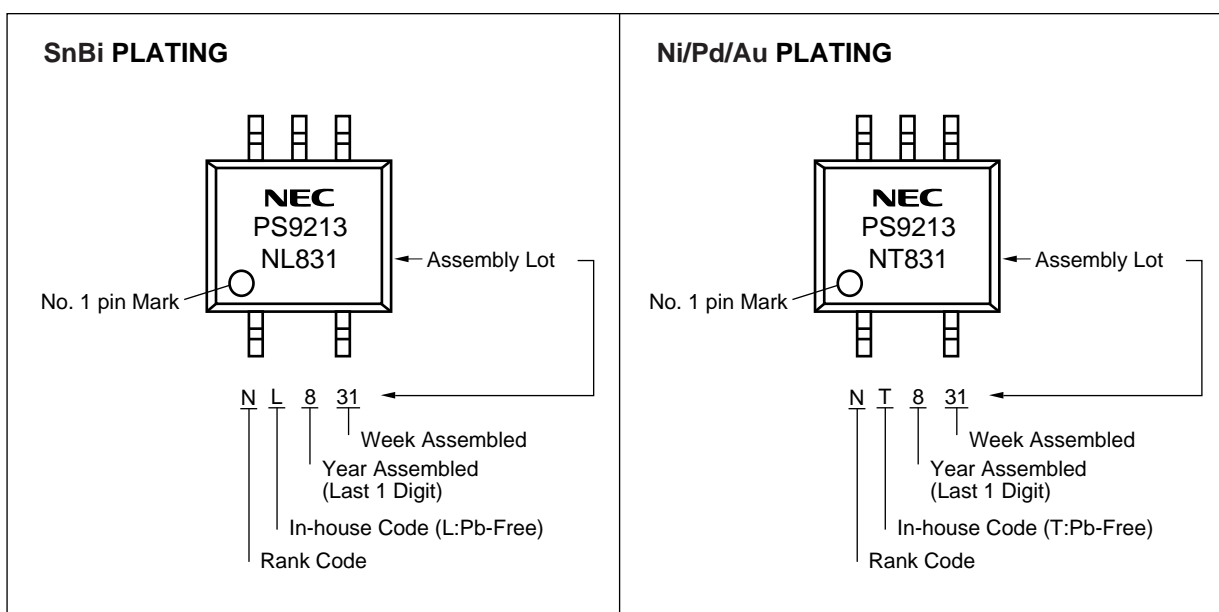 SnBi PLATING
NEC
PS9213
NL831
Assembly Lot
No. 1 pin Mark
N L 8 31
Week Assembled
Year Assembled
(Last 1 Digit)
In-house Code (L:Pb-Free)
Rank Code
Ni/Pd/Au PLATING
NEC
PS9213
NT831
Assembly Lot
No. 1 pin Mark
N T 8 31
Week Assembled
Year Assembled
(Last 1 Digit)
In-house Code (T:Pb-Free)
Rank Code